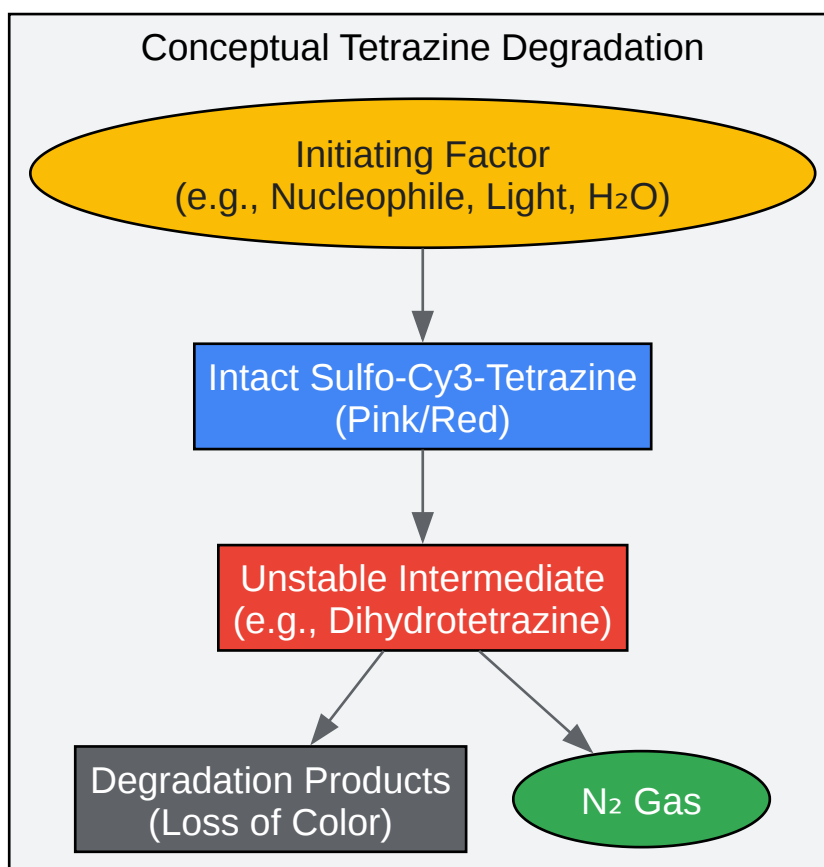 Conceptual Tetrazine Degradation
Initiating Factor
(e.g., Nucleophile, Light, H₂O)
Intact Sulfo-Cy3-Tetrazine
(Pink/Red)
Unstable Intermediate
(e.g., Dihydrotetrazine)
Degradation Products
(Loss of Color)
N₂ Gas